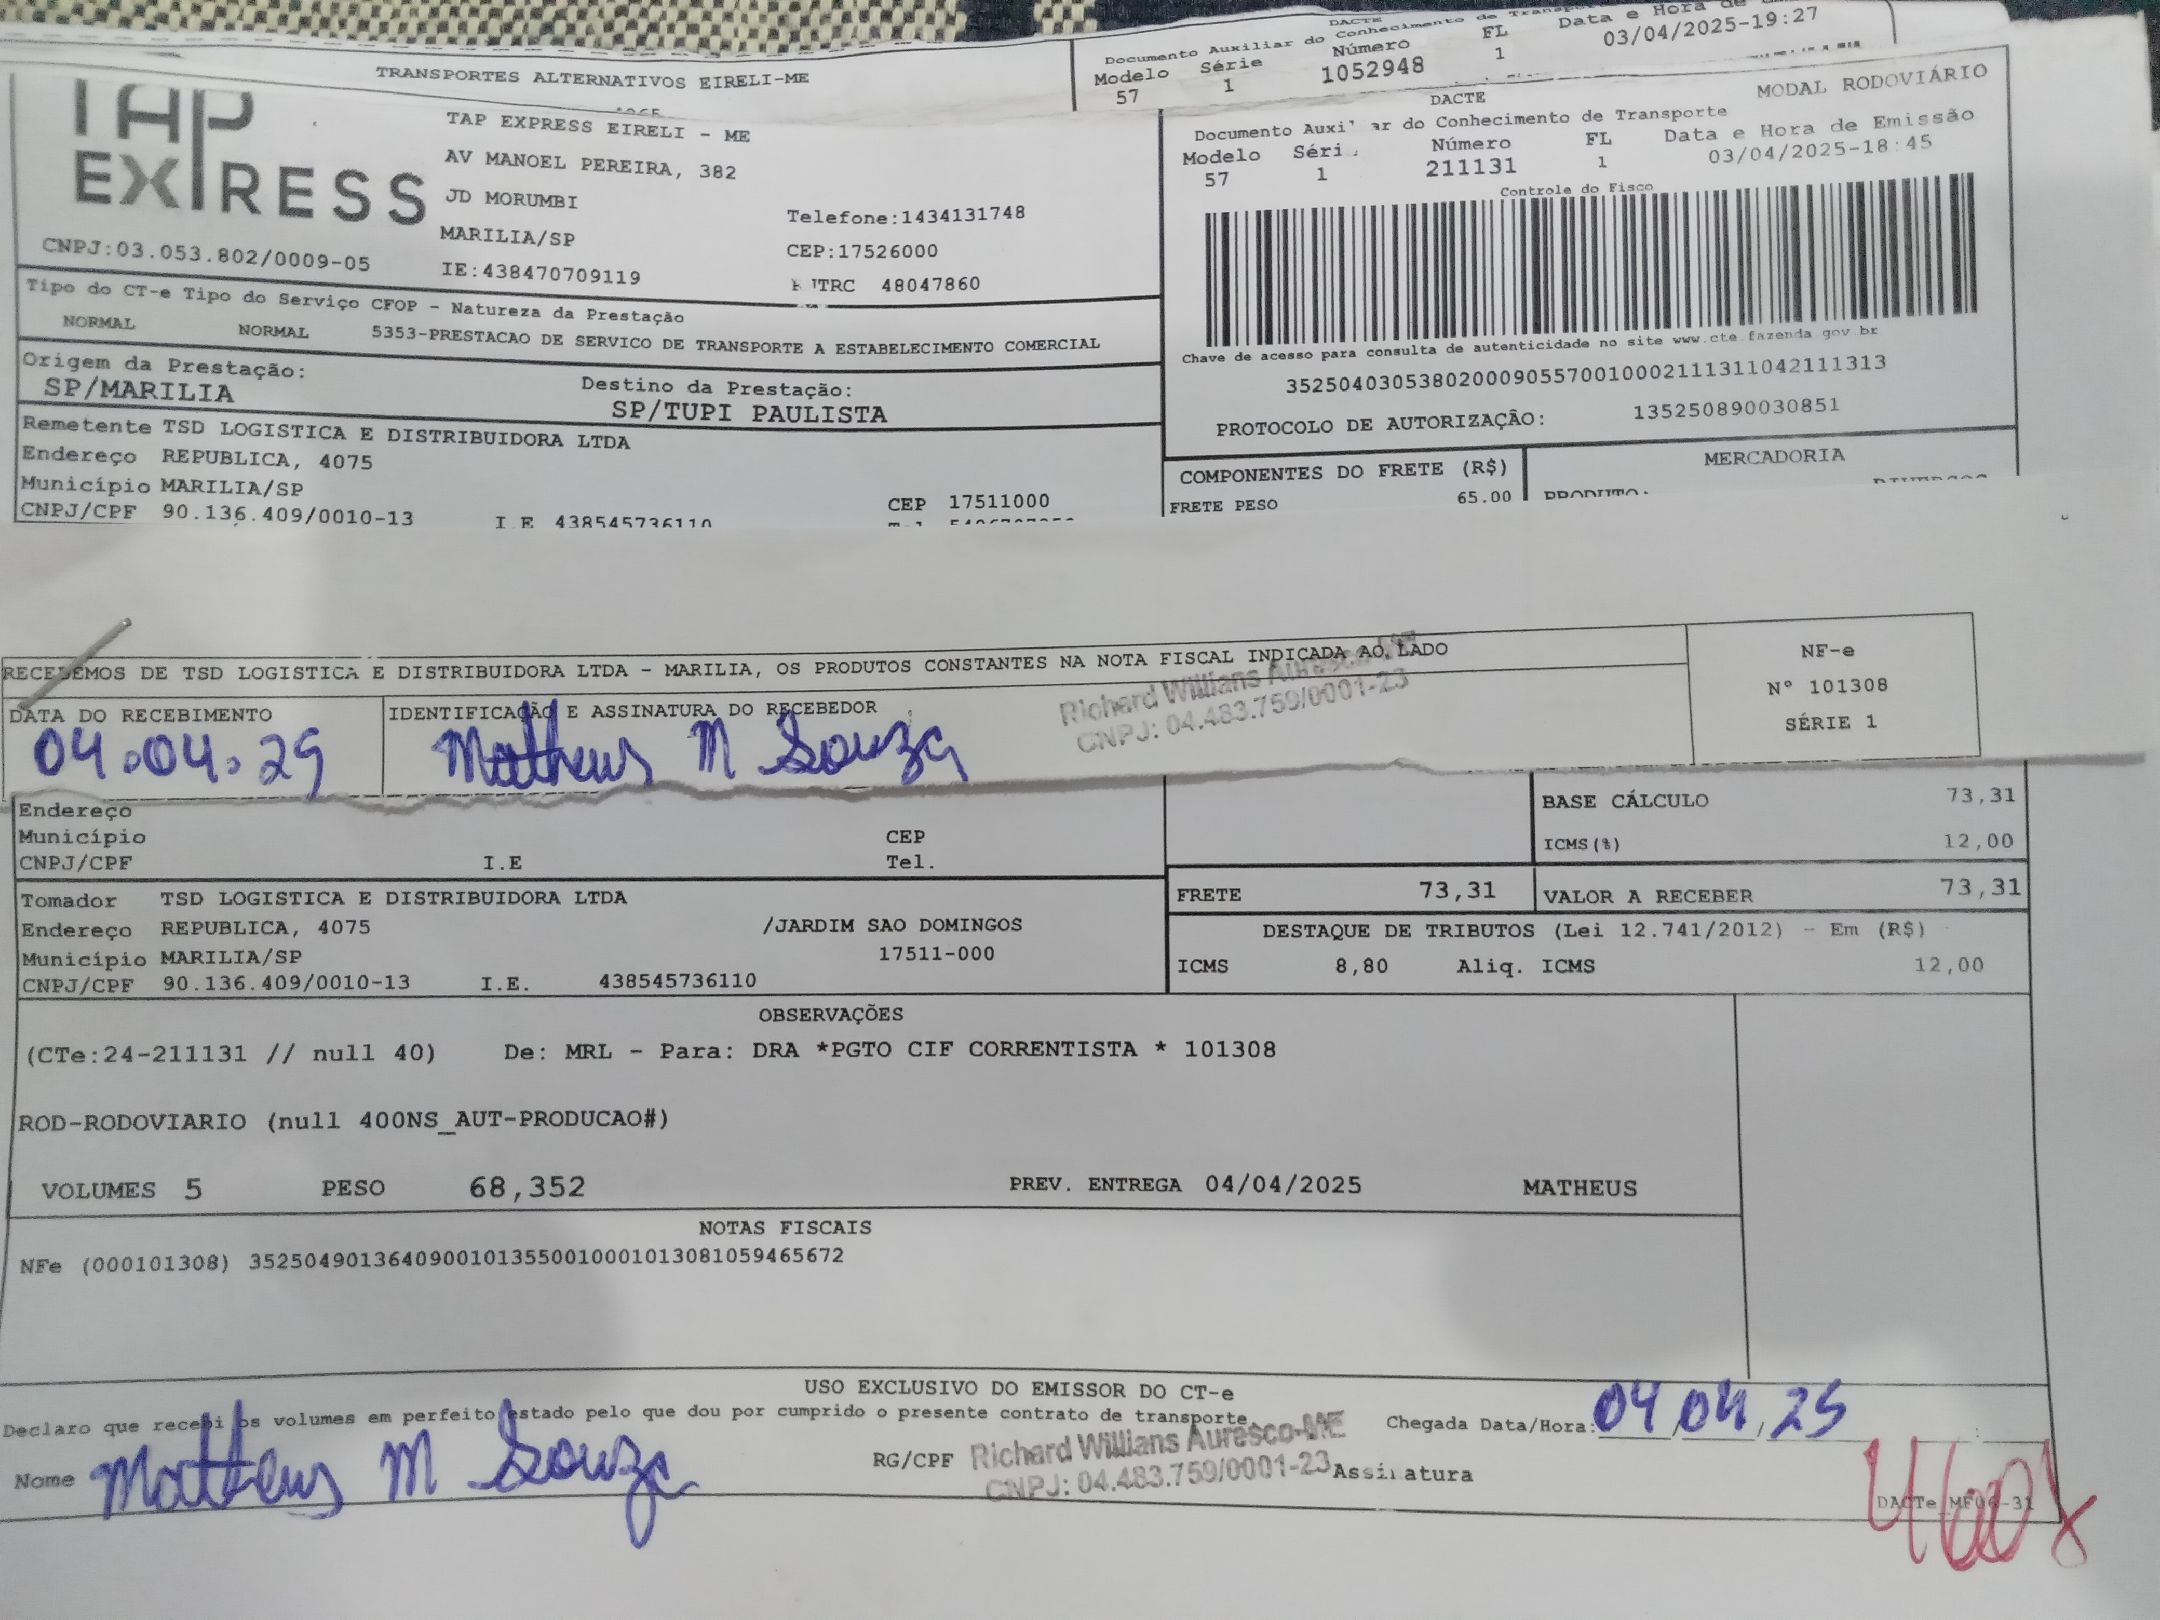 DACTE
Documento Auxiliar do Conhecimento de
Data e Hora de
Modelo Série Número FL 03/04/2025-19:27
57 1 1052948 1
TRANSPORTES ALTERNATIVOS EIRELI-ME
TAP EXPRESS
TAP EXPRESS EIRELI - ME
AV MANOEL PEREIRA, 382
JD MORUMBI
MARILIA/SP
IE:438470709119
Telefone:1434131748
CEP:17526000
48047860
CNPJ:03.053.802/0009-05
MODAL RODOVIÁRIO
DACTE
Documento Auxiliar do Conhecimento de Transporte
Modelo Número FL Data e Hora de Emissão
57 1 211131 1 03/04/2025-18:45
Controle do Fisco
Chave de acesso para consulta de autenticidade no site www.cte.fazenda.gov.br
35250403053802000905570010002111311042111313
PROTOCOLO DE AUTORIZAÇÃO: 135250890030851
Tipo do CT-e Tipo do Serviço CFOP - Natureza da Prestação
NORMAL NORMAL 5353-PRESTACAO DE SERVICO DE TRANSPORTE A ESTABELECIMENTO COMERCIAL
Origem da Prestação: Destino da Prestação:
SP/MARILIA SP/TUPI PAULISTA
Remetente TSD LOGISTICA E DISTRIBUIDORA LTDA
Endereço REPUBLICA, 4075
Município MARILIA/SP CEP 17511000
CNPJ/CPF 90.136.409/0010-13 I.E 438545736110
COMPONENTES DO FRETE (R$) MERCADORIA
FRETE PESO 65.00 PRODUTO:
RECEBEMOS DE TSD LOGISTICA E DISTRIBUIDORA LTDA - MARILIA, OS PRODUTOS CONSTANTES NA NOTA FISCAL INDICADA AO LADO
NF-e
Nº 101308
SÉRIE 1
DATA DO RECEBIMENTO IDENTIFICAÇÃO E ASSINATURA DO RECEBEDOR
04.04.25 Matheus M Souza
Richard Willians Auresco-ME
CNPJ: 04.483.759/0001-23
Endereço
Município CEP
CNPJ/CPF I.E Tel.
BASE CÁLCULO 73,31
ICMS(%) 12,00
FRETE 73,31 VALOR A RECEBER 73,31
Tomador TSD LOGISTICA E DISTRIBUIDORA LTDA
Endereço REPUBLICA, 4075 /JARDIM SAO DOMINGOS
Município MARILIA/SP 17511-000
CNPJ/CPF 90.136.409/0010-13 I.E. 438545736110
DESTAQUE DE TRIBUTOS (Lei 12.741/2012) - Em (R$)
ICMS 8,80 Aliq. ICMS 12,00
OBSERVAÇÕES
(CTe:24-211131 // null 40) De: MRL - Para: DRA *PGTO CIF CORRENTISTA * 101308
ROD-RODOVIARIO (null 400NS_AUT-PRODUCAO#)
VOLUMES 5 PESO 68,352 PREV. ENTREGA 04/04/2025 MATHEUS
NOTAS FISCAIS
NFe (000101308) 35250490136409001013550010001013081059465672
USO EXCLUSIVO DO EMISSOR DO CT-e
Declaro que recebi os volumes em perfeito estado pelo que dou por cumprido o presente contrato de transporte.
Chegada Data/Hora: 04/04/25
Nome Matheus M Souza RG/CPF Richard Willians Auresco-ME
CNPJ: 04.483.759/0001-23 Assinatura
DACTe MF06-31